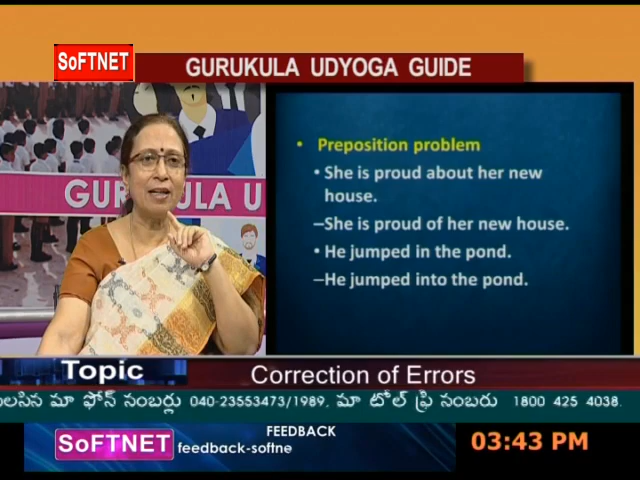 SoFTNET
GURUKULA UDYOGA GUIDE
GURUKULA U
• Preposition problem
• She is proud about her new
house.
–She is proud of her new house.
• He jumped in the pond.
–He jumped into the pond.
Topic
Correction of Errors
మా ఫోన్ నంబర్లు 040-23553473/1989, మా టోల్ ఫ్రీ నంబరు 1800 425 4038.
SoFTNET
FEEDBACK
feedback-softne
03:43 PM